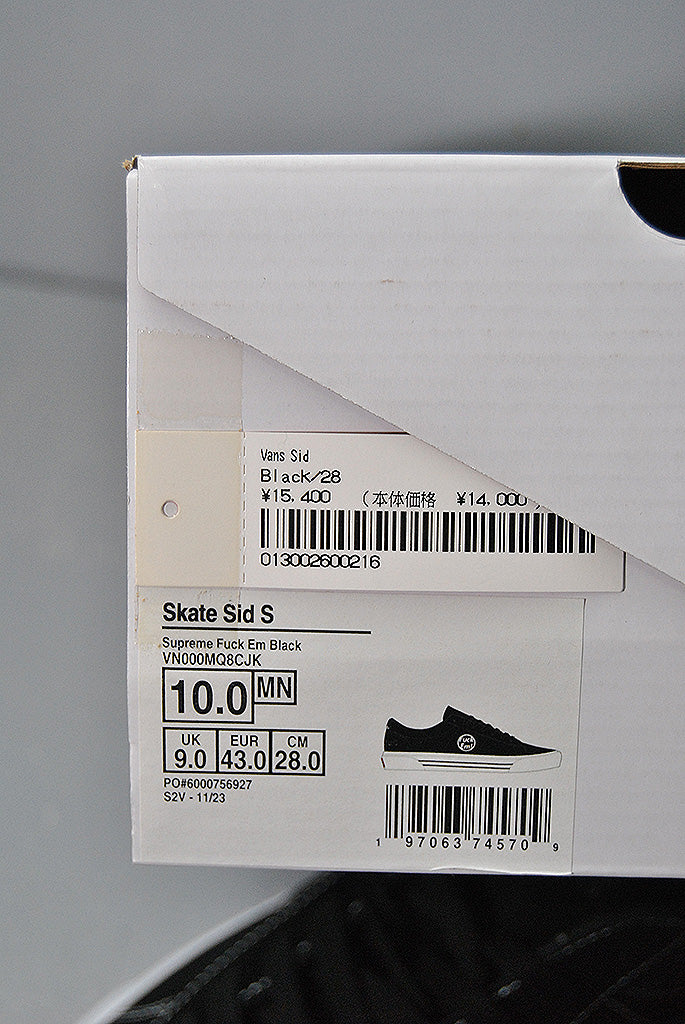 Vans Sid
Black/28
¥15,400 (本体価格 ¥14,000)
013002600216
Skate Sid S
Supreme Fuck Em Black
VN000MQ8CJK
10.0 MN
UK EUR CM
9.0 43.0 28.0
PO#6000756927
S2V - 11/23
Fuck Em!
1 97063 74570 9